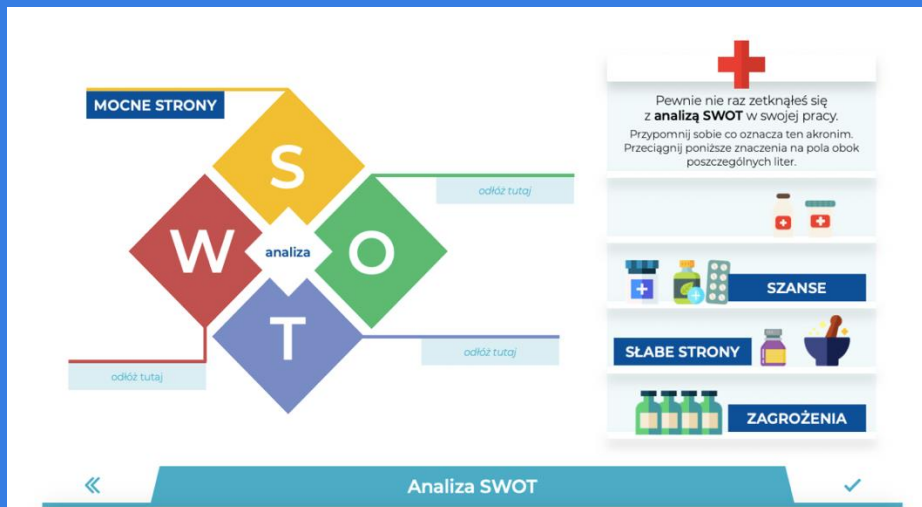 MOCNE STRONY
S
W
analiza
O
T
odłóż tutaj
odłóż tutaj
odłóż tutaj
Pewnie nie raz zetknąłeś się
z analizą SWOT w swojej pracy.
Przypomnij sobie co oznacza ten akronim.
Przeciągnij poniższe znaczenia na pola obok
poszczególnych liter.
SZANSE
SŁABE STRONY
ZAGROŻENIA
Analiza SWOT